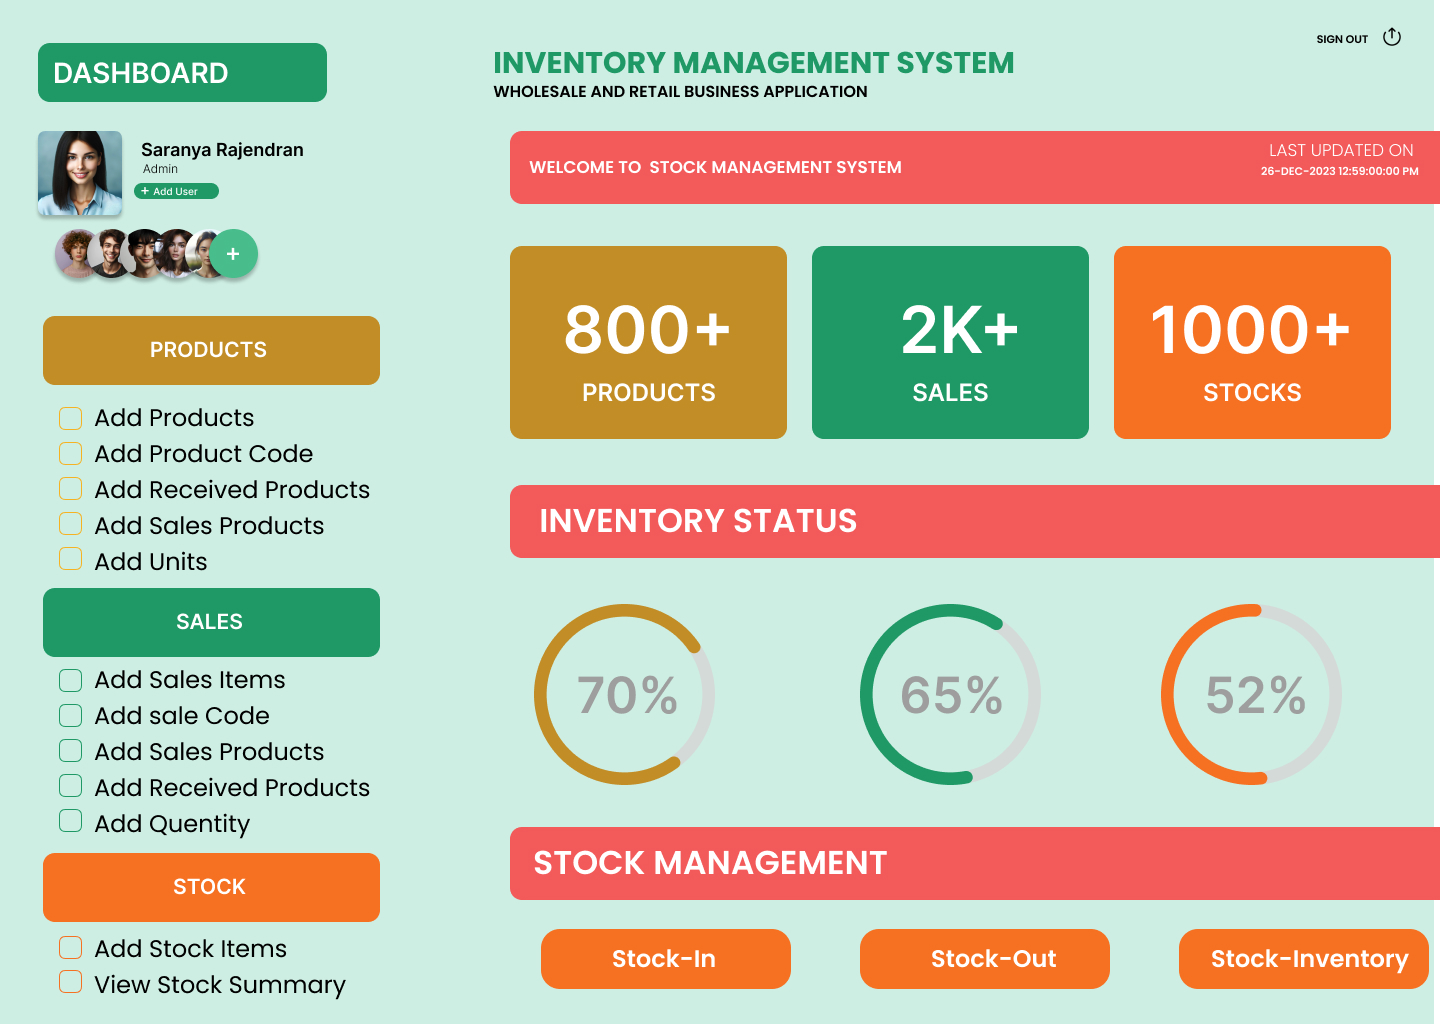 SIGN OUT
DASHBOARD
INVENTORY MANAGEMENT SYSTEM
WHOLESALE AND RETAIL BUSINESS APPLICATION
Saranya Rajendran
Admin
+ Add User
+
WELCOME TO STOCK MANAGEMENT SYSTEM
LAST UPDATED ON
26-DEC-2023 12:59:00:00 PM
PRODUCTS
Add Products
Add Product Code
Add Received Products
Add Sales Products
Add Units
SALES
Add Sales Items
Add sale Code
Add Sales Products
Add Received Products
Add Quentity
STOCK
Add Stock Items
View Stock Summary
800+
PRODUCTS
2K+
SALES
1000+
STOCKS
INVENTORY STATUS
70%
65%
52%
STOCK MANAGEMENT
Stock-In
Stock-Out
Stock-Inventory